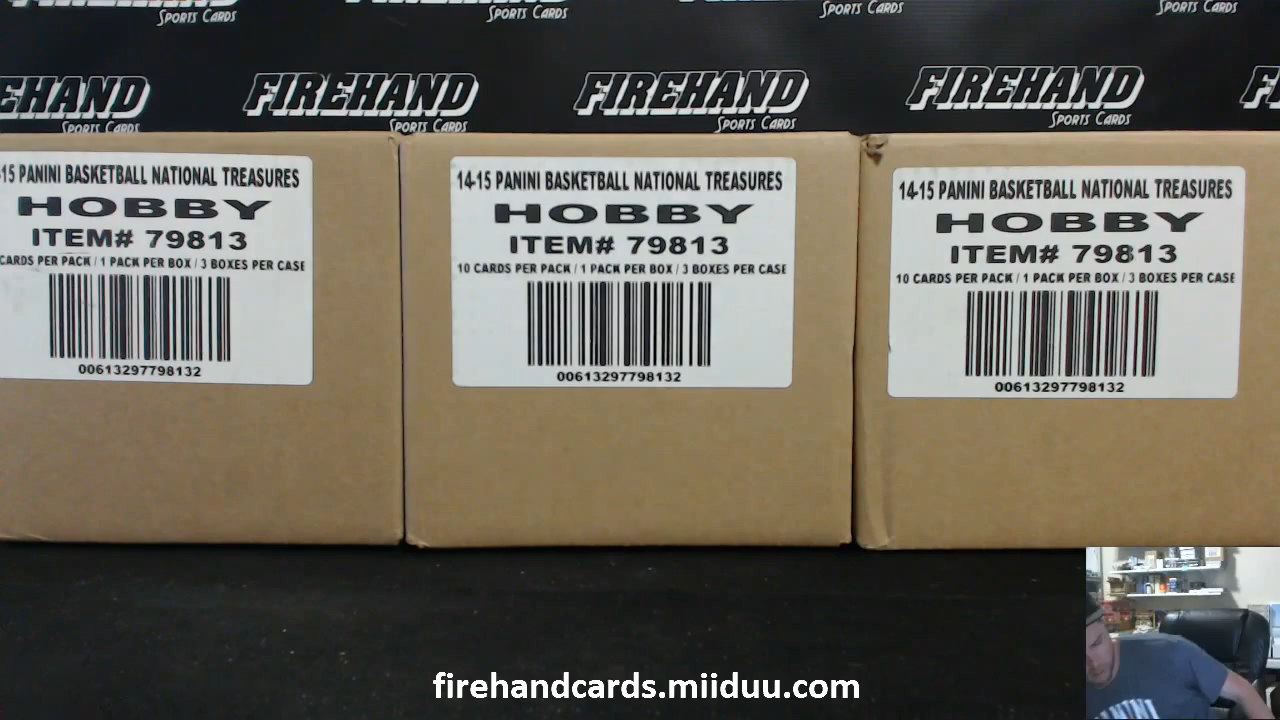 FIREHAND
SPORTS CARDS
SPORTS CARDS
SPORTS CARDS
SPORTS CARDS
EHAND
SPORTS CARDS
FIREHAND
SPORTS CARDS
FIREHAND
SPORTS CARDS
FIREHAND
SPORTS CARDS
-15 PANINI BASKETBALL NATIONAL TREASURES
HOBBY
ITEM# 79813
CARDS PER PACK / 1 PACK PER BOX / 3 BOXES PER CASE
00613297798132
14-15 PANINI BASKETBALL NATIONAL TREASURES
HOBBY
ITEM# 79813
10 CARDS PER PACK / 1 PACK PER BOX / 3 BOXES PER CASE
00613297798132
14-15 PANINI BASKETBALL NATIONAL TREASURES
HOBBY
ITEM# 79813
10 CARDS PER PACK / 1 PACK PER BOX / 3 BOXES PER CASE
00613297798132
firehandcards.miiduu.com